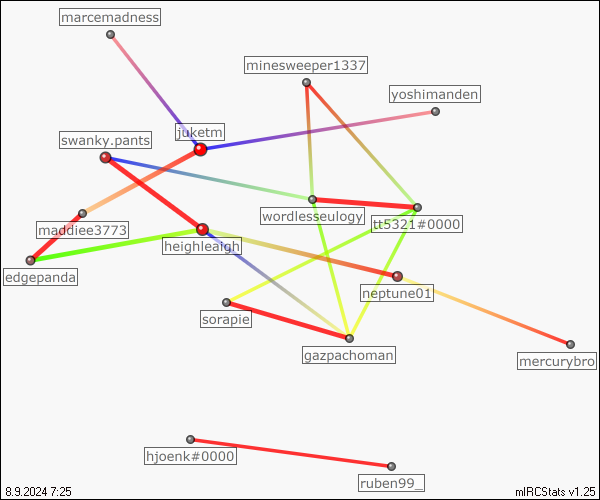 marcemadness
minesweeper1337
yoshimanden
juketm
swanky.pants
wordlesseulogy
tt5321#0000
maddiee3773
heighleaigh
edgepanda
neptune01
sorapie
gazpachoman
mercurybro
hjoenk#0000
ruben99_
8.9.2024 7:25
mIRCStats v1.25